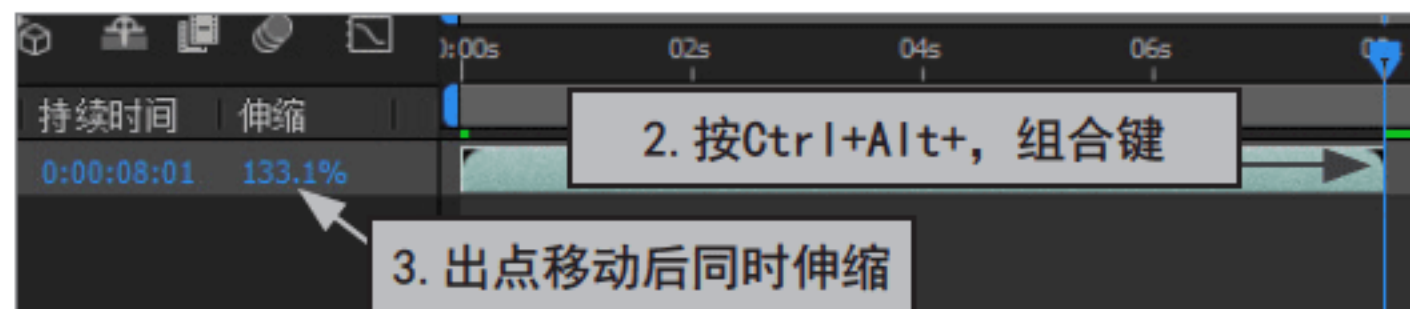 0:00s 02s 04s 06s
持续时间 伸缩
2. 按Ctrl+Alt+, 组合键
0:00:08:01 133.1%
3. 出点移动后同时伸缩